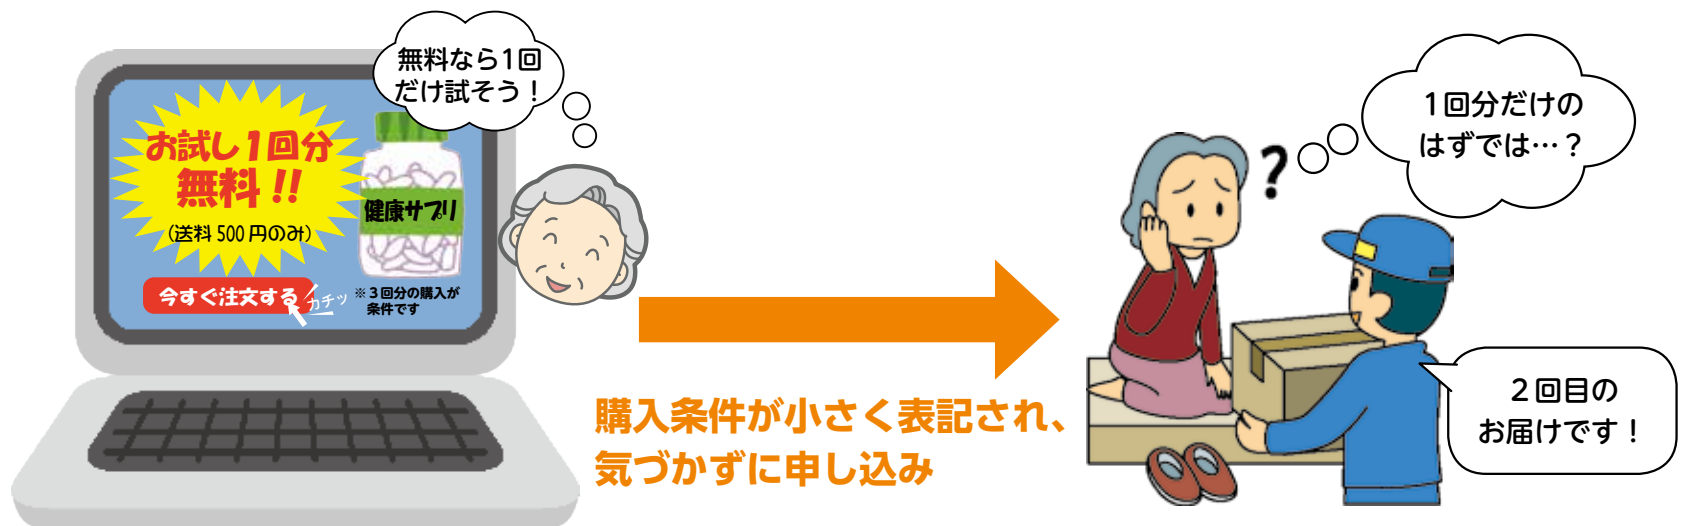 無料なら1回
だけ試そう！
お試し1回分
無料!!
（送料500円のみ）
健康サプリ
今すぐ注文する
カチッ
※３回分の購入が
条件です
購入条件が小さく表記され、
気づかずに申し込み
?
1回分だけの
はずでは…？
２回目の
お届けです！